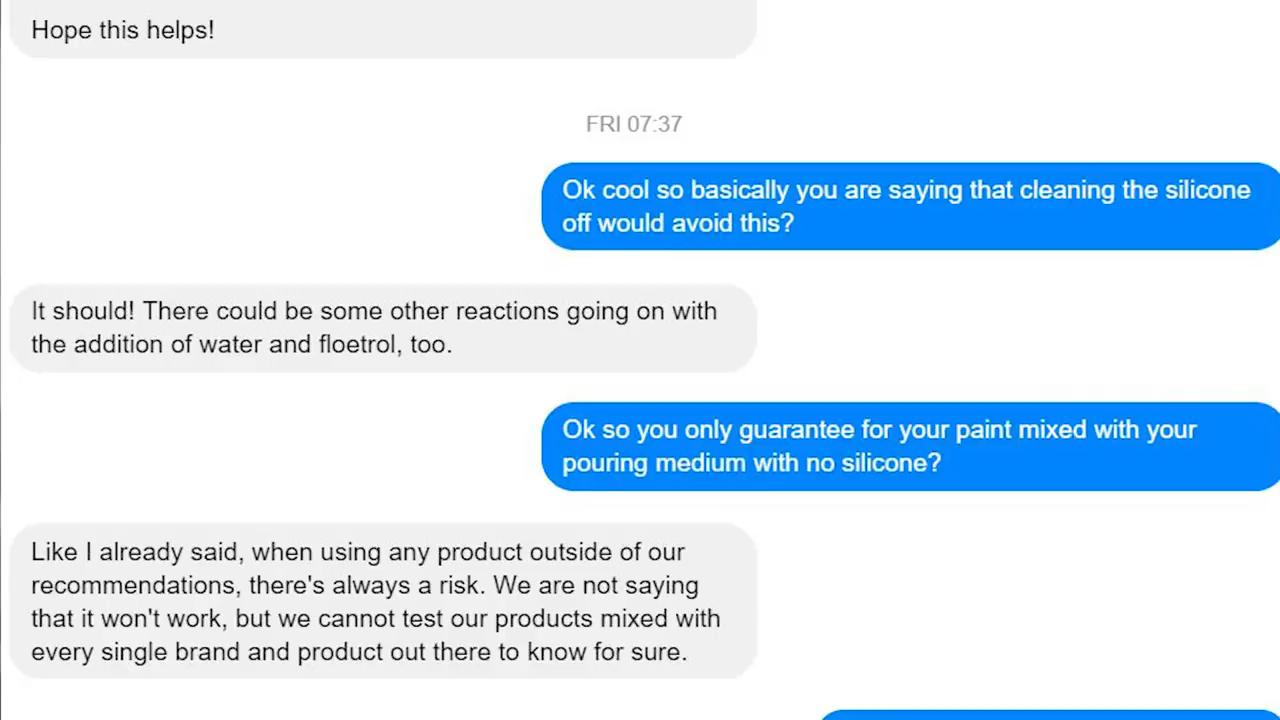 Hope this helps!
FRI 07:37
Ok cool so basically you are saying that cleaning the silicone
off would avoid this?
It should! There could be some other reactions going on with
the addition of water and floetrol, too.
Ok so you only guarantee for your paint mixed with your
pouring medium with no silicone?
Like I already said, when using any product outside of our
recommendations, there's always a risk. We are not saying
that it won't work, but we cannot test our products mixed with
every single brand and product out there to know for sure.